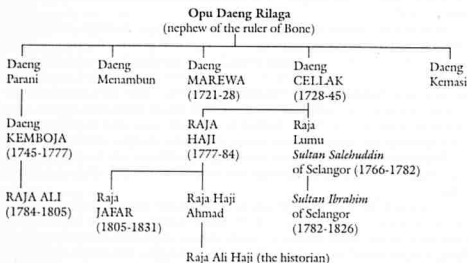 Opu Daeng Rilaga
(nephew of the ruler of Bone)
Daeng Daeng Daeng Daeng Daeng
Parani Menambun MAREWA CELLAK Kemasi
(1721-28) (1728-45)
Daeng RAJA Raja
KEMBOJA HAJI Lumu
(1745-1777) (1777-84) Sultan Salehuddin
of Selangor (1766-1782)
RAJA ALI Raja Raja Haji Sultan Ibrahim
(1784-1805) JAFAR Ahmad of Selangor
(1805-1831) (1782-1826)
Raja Ali Haji (the historian)